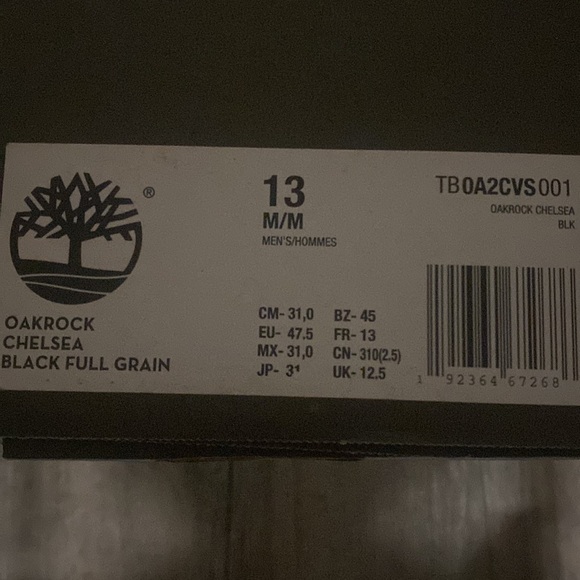 ®
13
M/M
MEN'S/HOMMES
TB0A2CVS001
OAKROCK CHELSEA
BLK
OAKROCK
CHELSEA
BLACK FULL GRAIN
CM- 31,0 BZ- 45
EU- 47.5 FR- 13
MX- 31,0 CN- 310(2.5)
JP- UK- 12.5
1 92364 67268